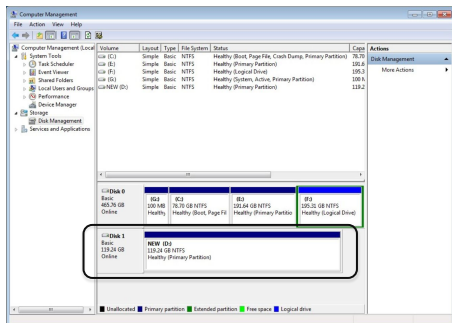 Computer Management
File Action View Help
Computer Management (Local
System Tools
Task Scheduler
Event Viewer
Shared Folders
Local Users and Groups
Performance
Device Manager
Storage
Disk Management
Services and Applications
Volume Layout Type File System Status Capa
(C:) Simple Basic NTFS Healthy (Boot, Page File, Crash Dump, Primary Partition) 78.70
(E:) Simple Basic NTFS Healthy (Primary Partition) 191.6
(F:) Simple Basic NTFS Healthy (Logical Drive) 195.3
(G:) Simple Basic NTFS Healthy (System, Active, Primary Partition) 100 M
NEW (D:) Simple Basic NTFS Healthy (Primary Partition) 119.2
Actions
Disk Management
More Actions
Disk 0
Basic
465.76 GB
Online
(G:)
100 MB
Healthy
(C:)
78.70 GB NTFS
Healthy (Boot, Page Fil
(E:)
191.64 GB NTFS
Healthy (Primary Partitio
(F:)
195.31 GB NTFS
Healthy (Logical Drive)
Disk 1
Basic
119.24 GB
Online
NEW (D:)
119.24 GB NTFS
Healthy (Primary Partition)
Unallocated Primary partition Extended partition Free space Logical drive